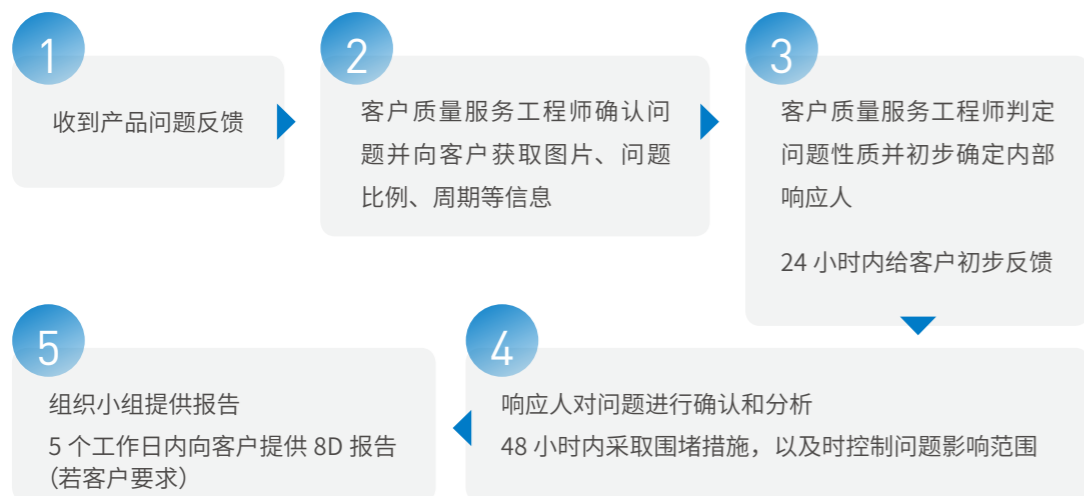 1
收到产品问题反馈
2
客户质量服务工程师确认问
题并向客户获取图片、问题
比例、周期等信息
3
客户质量服务工程师判定
问题性质并初步确定内部
响应人
24 小时内给客户初步反馈
4
响应人对问题进行确认和分析
48 小时内采取围堵措施，以及时控制问题影响范围
5
组织小组提供报告
5 个工作日内向客户提供 8D 报告
（若客户要求）